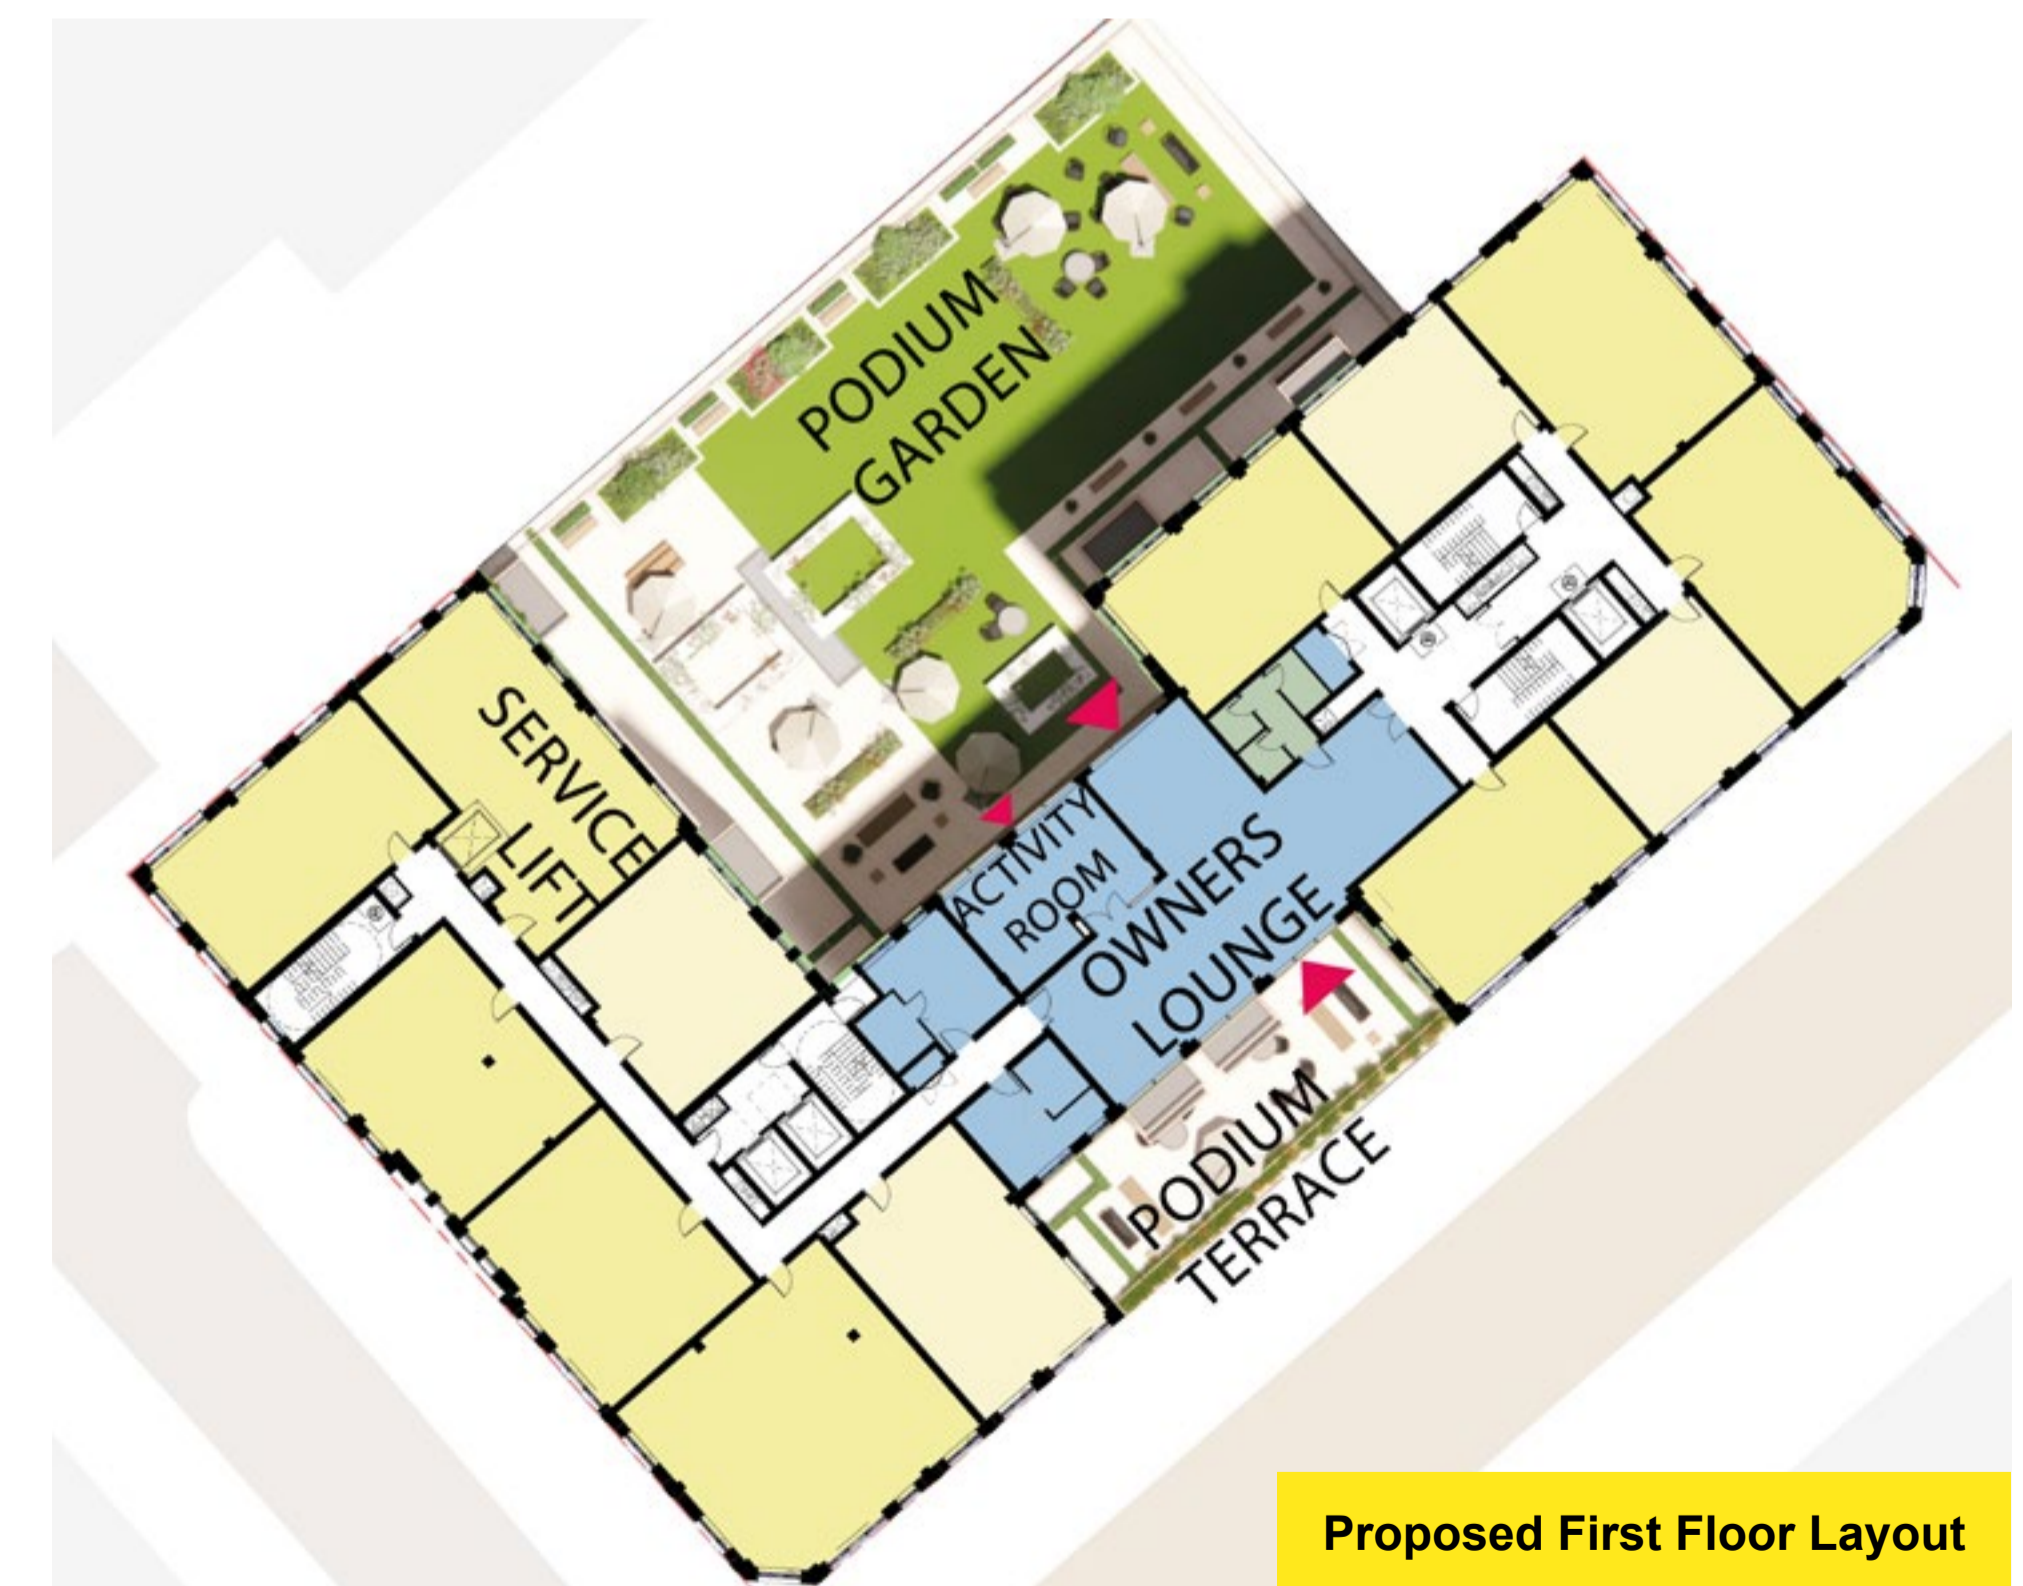 PODIUM
GARDEN
SERVICE
LIFT
ACTIVITY
ROOM
OWNERS
LOUNGE
PODIUM
TERRACE
Proposed First Floor Layout